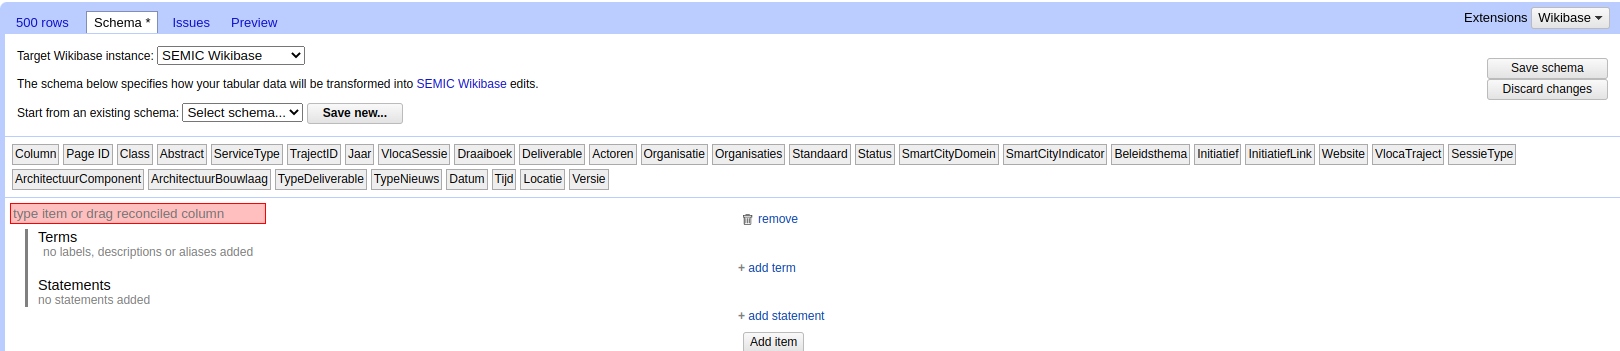 500 rows Schema * Issues Preview Extensions Wikibase
Target Wikibase instance: SEMIC Wikibase
Save schema
The schema below specifies how your tabular data will be transformed into SEMIC Wikibase edits.
Discard changes
Start from an existing schema: Select schema... Save new...
Column Page ID Class Abstract ServiceType TrajectID Jaar VlocaSessie Draaiboek Deliverable Actoren Organisatie Organisaties Standaard Status SmartCityDomein SmartCityIndicator Beleidsthema Initiatief InitiatiefLink Website VlocaTraject SessieType
ArchitectuurComponent ArchitectuurBouwlaag TypeDeliverable TypeNieuws Datum Tijd Locatie Versie
type item or drag reconciled column remove
Terms
no labels, descriptions or aliases added
+ add term
Statements
no statements added
+ add statement
Add item